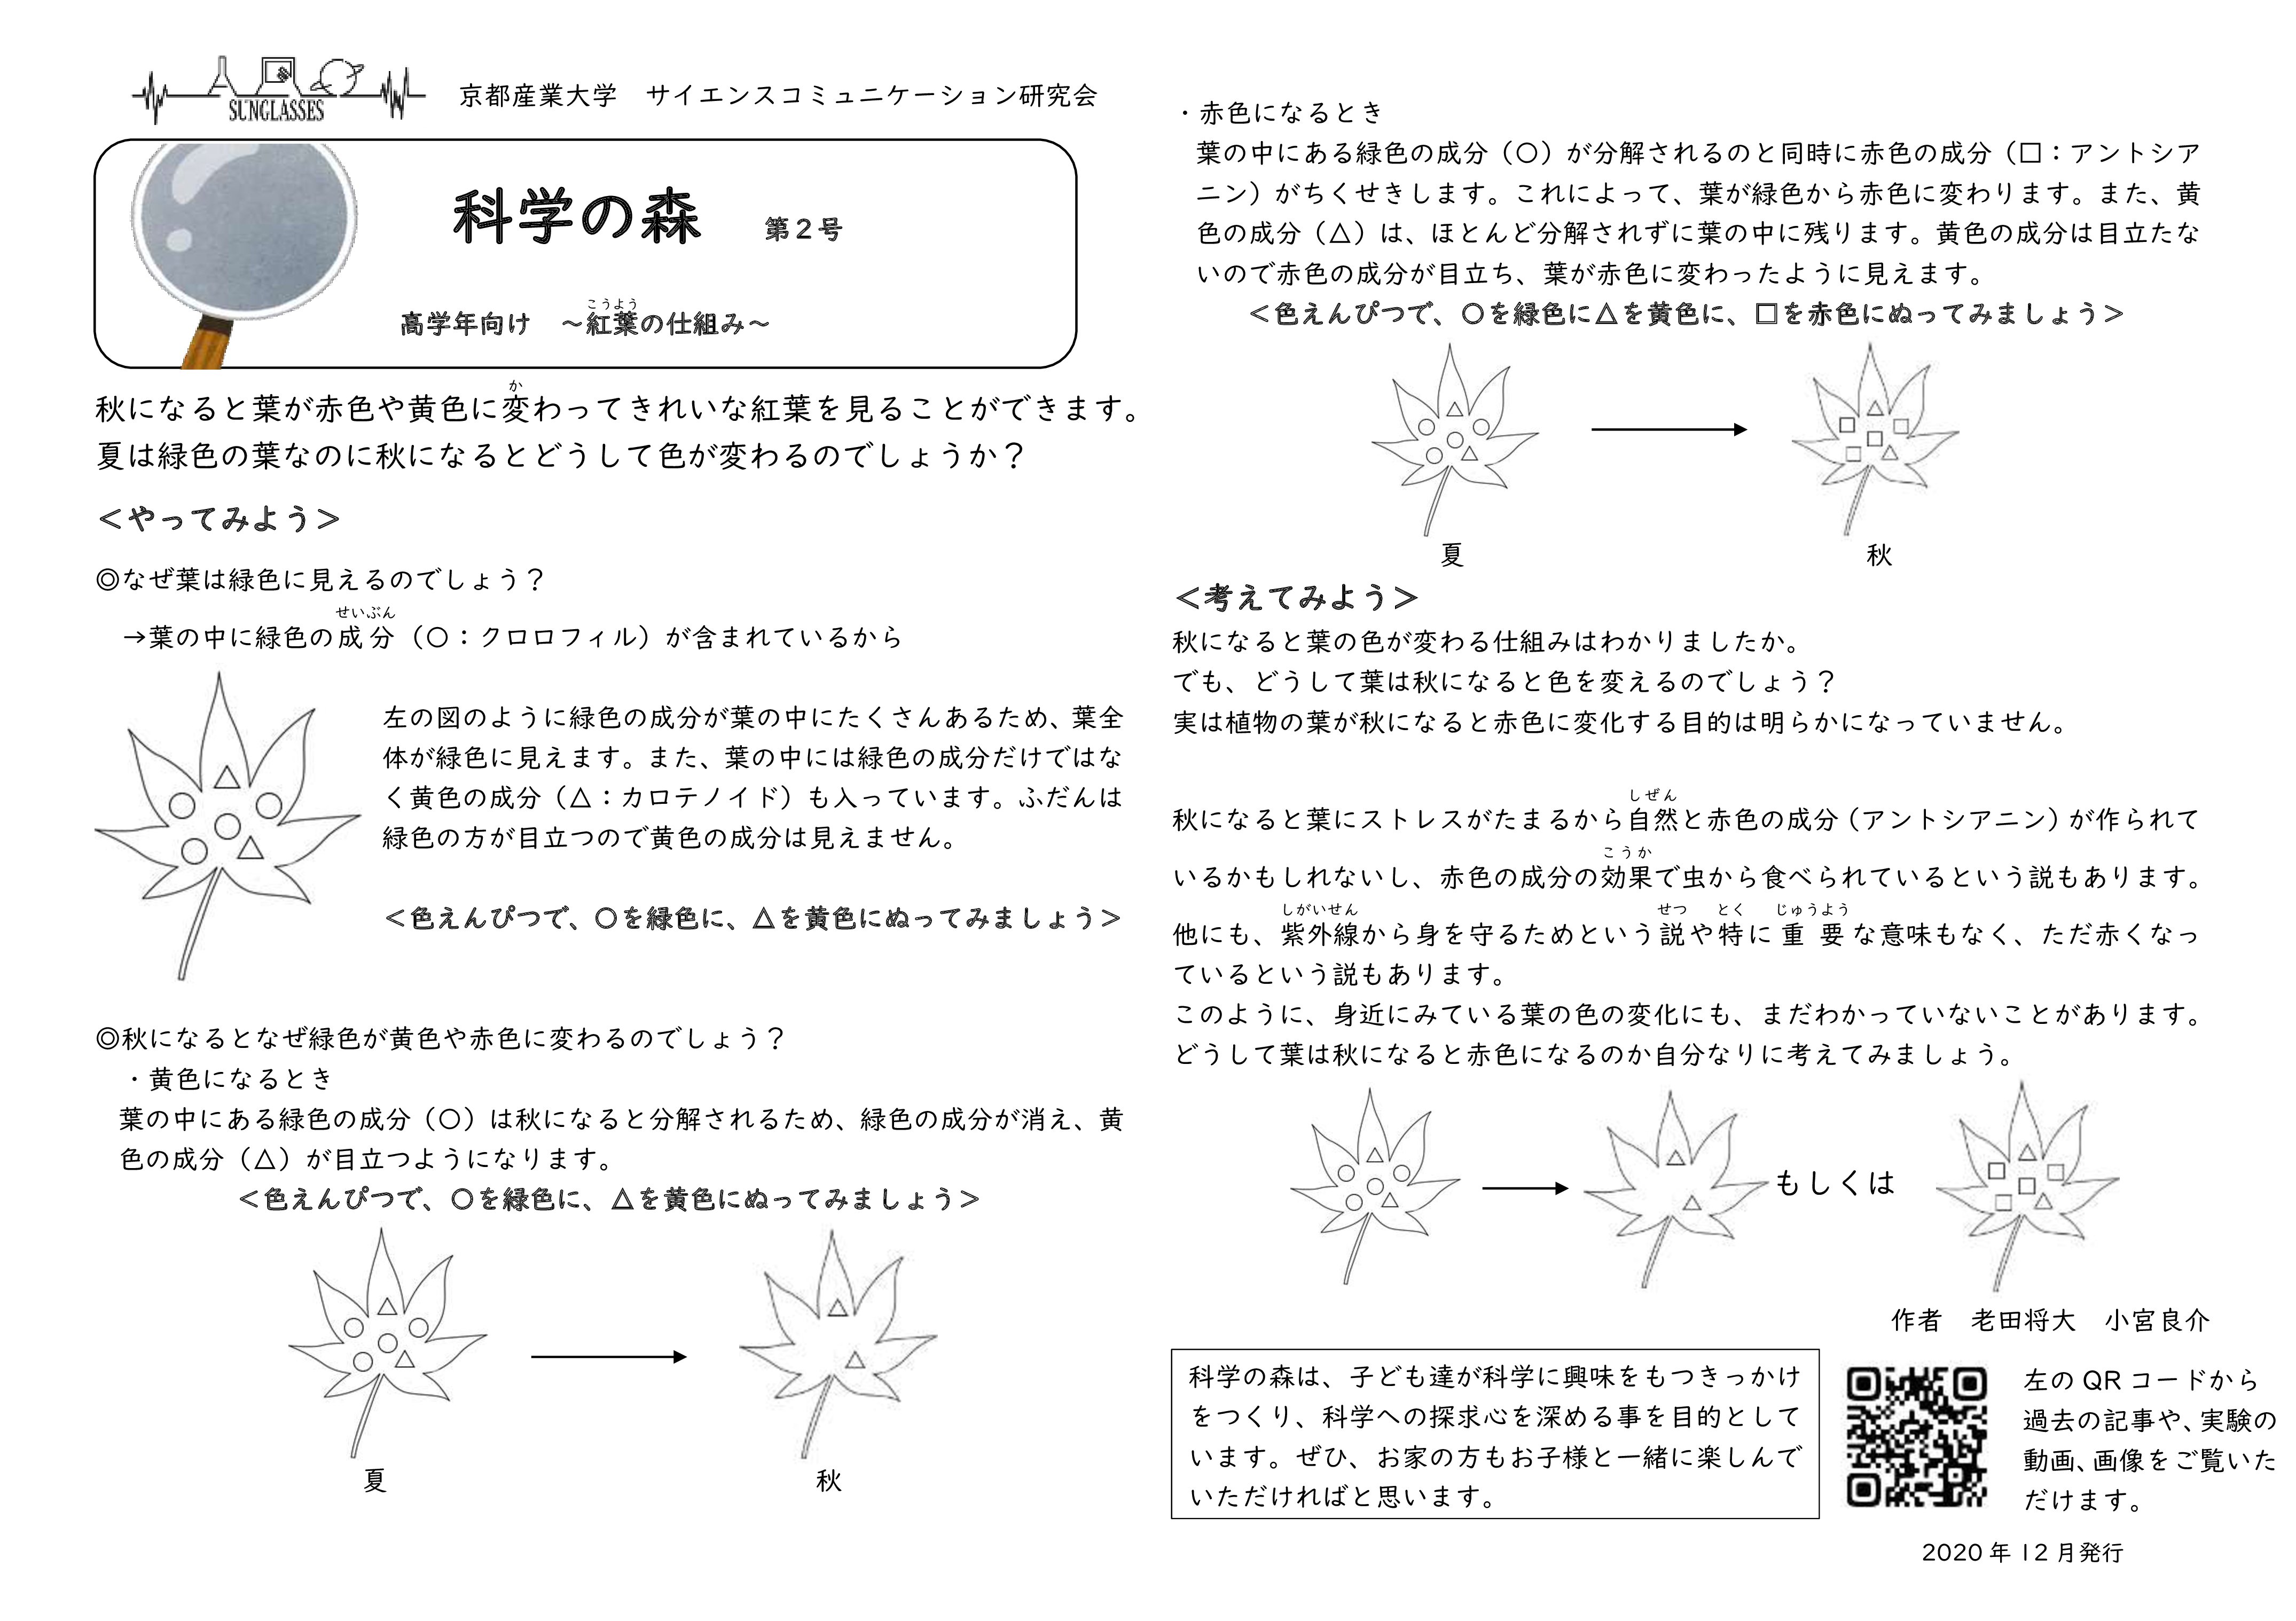 SUNGLASSES
京都産業大学　サイエンスコミュニケーション研究会
科学の森　第２号
こうよう
高学年向け　～紅葉の仕組み～
か
秋になると葉が赤色や黄色に変わってきれいな紅葉を見ることができます。
夏は緑色の葉なのに秋になるとどうして色が変わるのでしょうか？
＜やってみよう＞
◎なぜ葉は緑色に見えるのでしょう？
せいぶん
→葉の中に緑色の成分（○：クロロフィル）が含まれているから
左の図のように緑色の成分が葉の中にたくさんあるため、葉全
体が緑色に見えます。また、葉の中には緑色の成分だけではな
く黄色の成分（△：カロテノイド）も入っています。ふだんは
緑色の方が目立つので黄色の成分は見えません。
＜色えんぴつで、○を緑色に、△を黄色にぬってみましょう＞
◎秋になるとなぜ緑色が黄色や赤色に変わるのでしょう？
・黄色になるとき
葉の中にある緑色の成分（○）は秋になると分解されるため、緑色の成分が消え、黄
色の成分（△）が目立つようになります。
＜色えんぴつで、○を緑色に、△を黄色にぬってみましょう＞
夏
秋
・赤色になるとき
葉の中にある緑色の成分（○）が分解されるのと同時に赤色の成分（□：アントシア
ニン）がちくせきします。これによって、葉が緑色から赤色に変わります。また、黄
色の成分（△）は、ほとんど分解されずに葉の中に残ります。黄色の成分は目立たな
いので赤色の成分が目立ち、葉が赤色に変わったように見えます。
＜色えんぴつで、○を緑色に△を黄色に、□を赤色にぬってみましょう＞
夏
秋
＜考えてみよう＞
秋になると葉の色が変わる仕組みはわかりましたか。
でも、どうして葉は秋になると色を変えるのでしょう？
実は植物の葉が秋になると赤色に変化する目的は明らかになっていません。
しぜん
秋になると葉にストレスがたまるから自然と赤色の成分（アントシアニン）が作られて
こうか
いるかもしれないし、赤色の成分の効果で虫から食べられているという説もあります。
しがいせん　せつ　とく　じゅうよう
他にも、紫外線から身を守るためという説や特に重要な意味もなく、ただ赤くなっ
ているという説もあります。
このように、身近にみている葉の色の変化にも、まだわかっていないことがあります。
どうして葉は秋になると赤色になるのか自分なりに考えてみましょう。
もしくは
作者　老田将大　小宮良介
科学の森は、子ども達が科学に興味をもつきっかけ
をつくり、科学への探求心を深める事を目的として
います。ぜひ、お家の方もお子様と一緒に楽しんで
いただければと思います。
左の QR コードから
過去の記事や、実験の
動画、画像をご覧いた
だけます。
2020 年 12 月発行